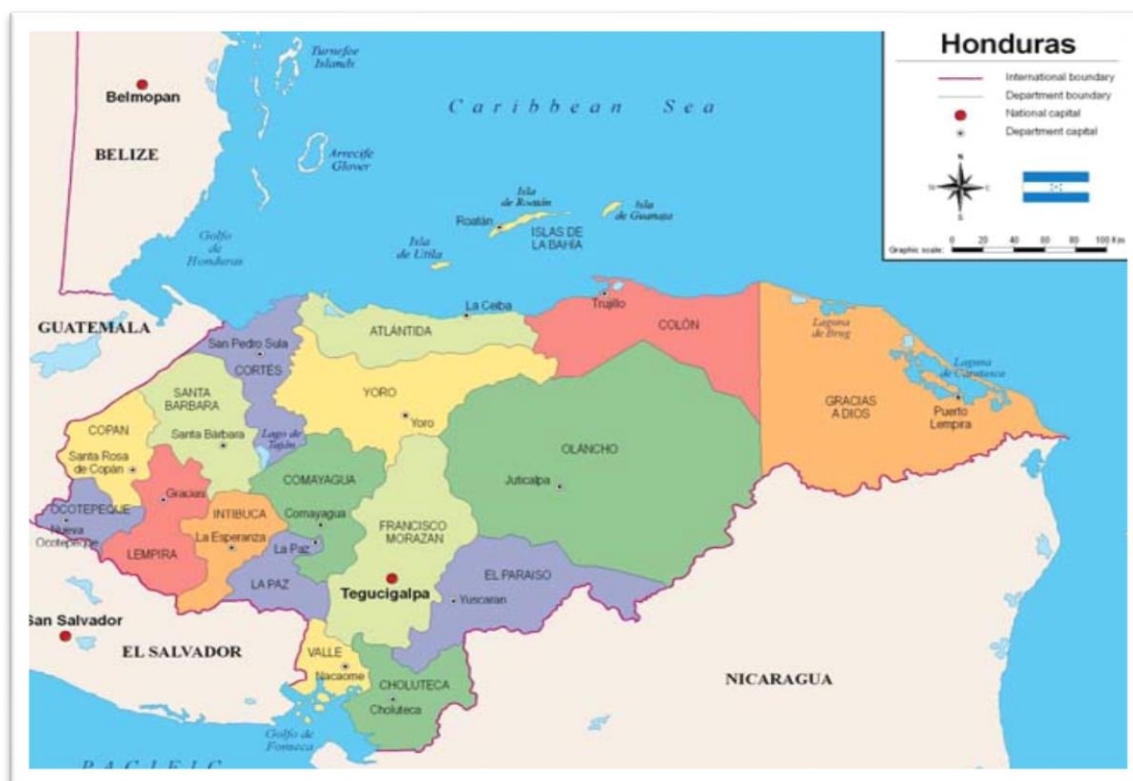 Honduras
International boundary
Department boundary
National capital
Department capital
N
S
0 20 40 60 80 100 Km
Graphic scale:
Turneffe
Islands
Belmopan
Caribbean Sea
BELIZE
Arrecife
Glover
Isla
de Roatán
Isla
de Guanaja
Roatán
ISLAS DE
LA BAHÍA
Golfo
de
Honduras
Isla de
Utila
La Ceiba
Trujillo
GUATEMALA
ATLÁNTIDA
COLÓN
Laguna
de Brug
San Pedro Sula
CORTÉS
Laguna
de Caratasca
SANTA
BARBARA
YORO
GRACIAS
A DIOS
Puerto
Lempira
COPAN
Yoro
Santa Bárbara
Lago de
Santa Rosa
de Copán
OLANCHO
COMAYAGUA
Juticalpa
Gracias
OCOTEPEQUE
INTIBUCA
Comayagua
FRANCISCO
MORAZAN
Nueva
Ocotepeque
La Esperanza
LEMPIRA
La Paz
EL PARAISO
LA PAZ
Tegucigalpa
Yuscaran
San Salvador
EL SALVADOR
VALLE
Nacaome
CHOLUTECA
NICARAGUA
Choluteca
Golfo de
Fonseca
PACIFIC